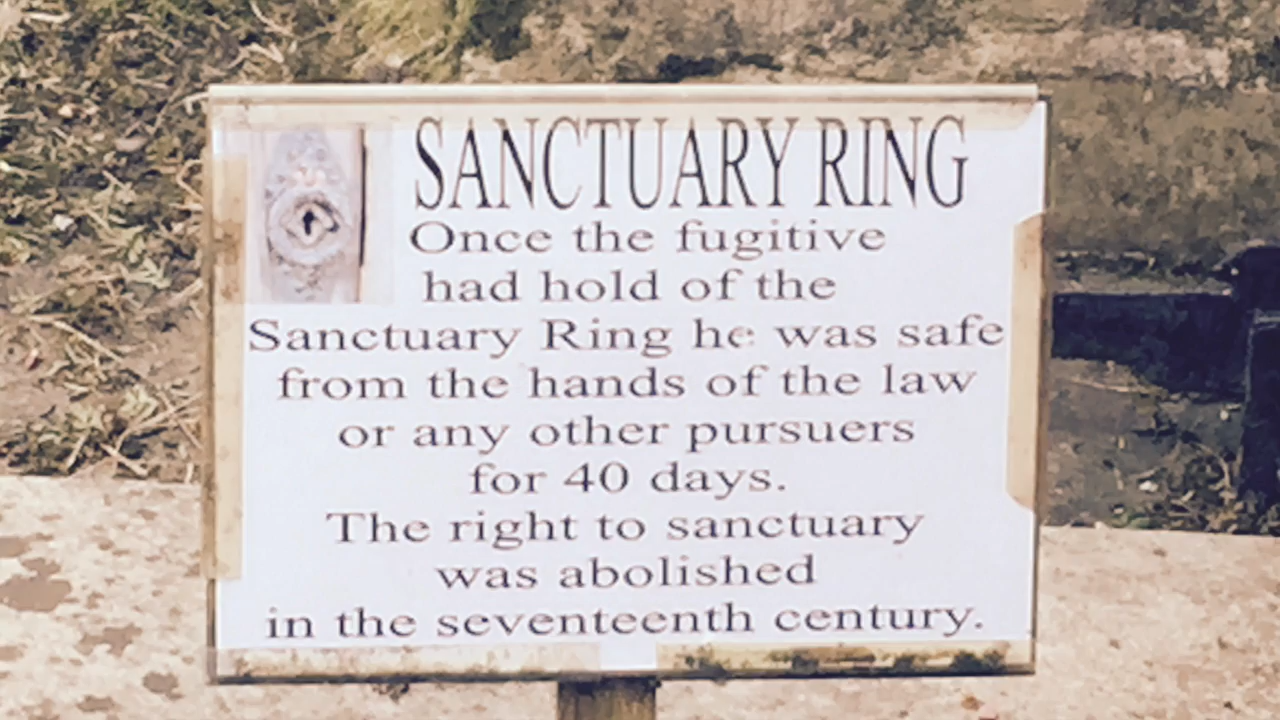 SANCTUARY RING
Once the fugitive
had hold of the
Sanctuary Ring he was safe
from the hands of the law
or any other pursuers
for 40 days.
The right to sanctuary
was abolished
in the seventeenth century.